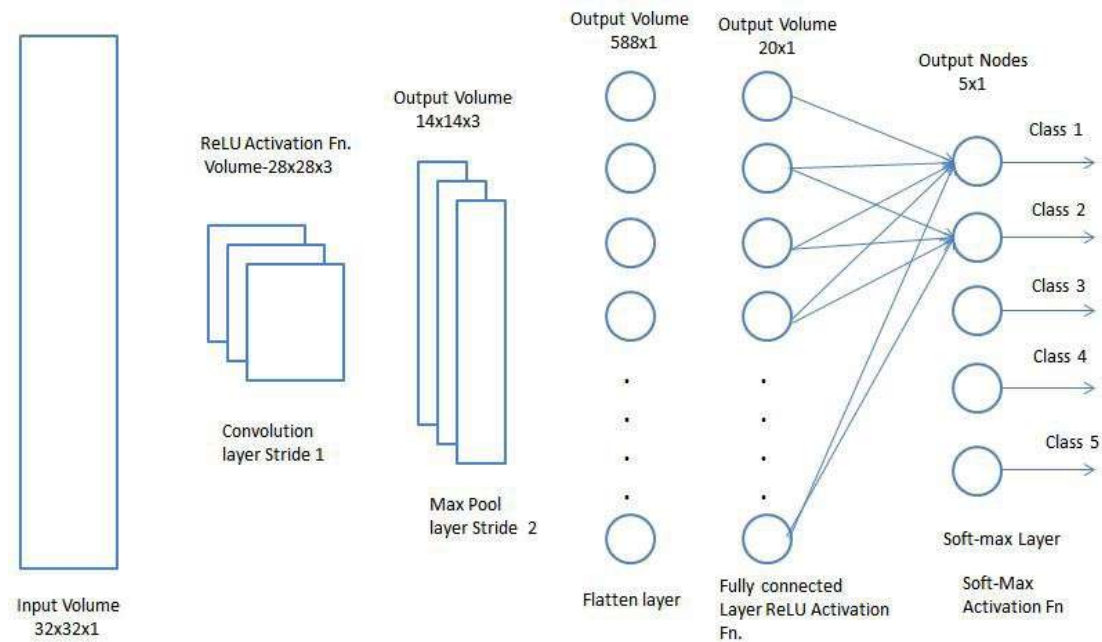 Input Volume
32x32x1
ReLU Activation Fn.
Volume-28x28x3
Convolution
layer Stride 1
Output Volume
14x14x3
Max Pool
layer Stride 2
Output Volume
588x1
Flatten layer
Output Volume
20x1
Fully connected
Layer ReLU Activation
Fn.
Output Nodes
5x1
Class 1
Class 2
Class 3
Class 4
Class 5
Soft-max Layer
Soft-Max
Activation Fn